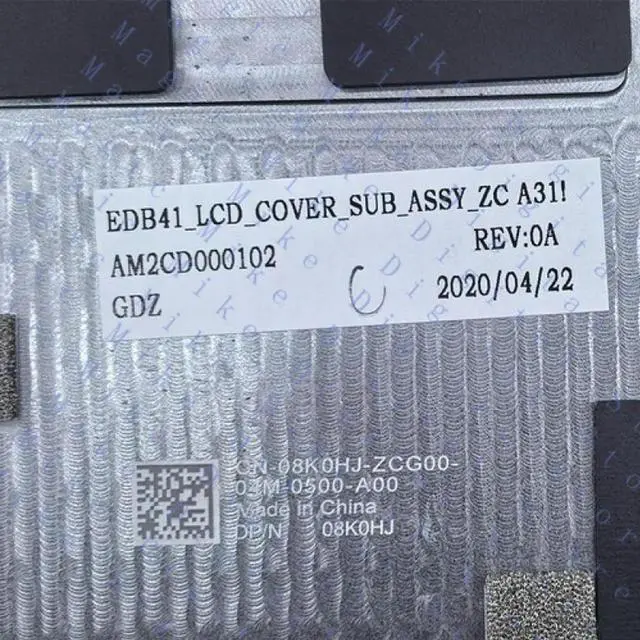 EDB41_LCD_COVER_SUB_ASSY_ZC A31!
AM2CD000102
REV:0A
GDZ
2020/04/22
CN-08K0HJ-ZCG00-
04M-0500-A00
Made in China
DP/N 08K0HJ